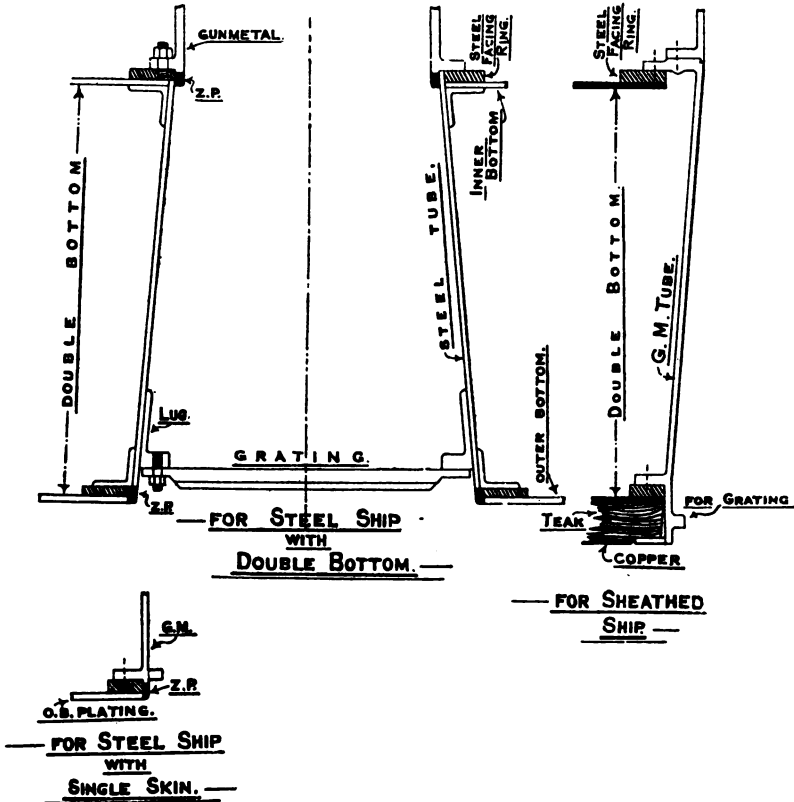 GUNMETAL.
Z.P.
STEEL
FACING
RING.
STEEL
FACING
RING.
DOUBLE BOTTOM
STEEL TUBE.
INNER
BOTTOM
DOUBLE BOTTOM.
G.M. TUBE.
LUG.
GRATING.
OUTER BOTTOM.
Z.P.
FOR GRATING
TEAK
COPPER
— FOR STEEL SHIP
WITH
DOUBLE BOTTOM. —
— FOR SHEATHED
SHIP. —
G.M.
Z.P.
O.B. PLATING.
— FOR STEEL SHIP
WITH
SINGLE SKIN. —